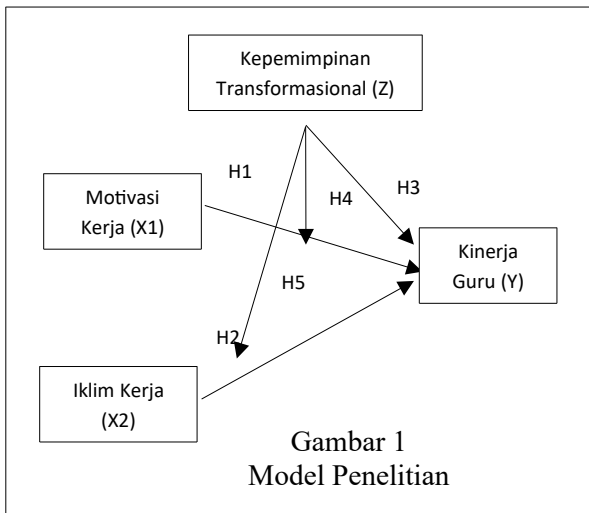 Kepemimpinan
Transformasional (Z)
H1
H4
H3
Motivasi
Kerja (X1)
Kinerja
Guru (Y)
H5
H2
Iklim Kerja
(X2)
Gambar 1
Model Penelitian